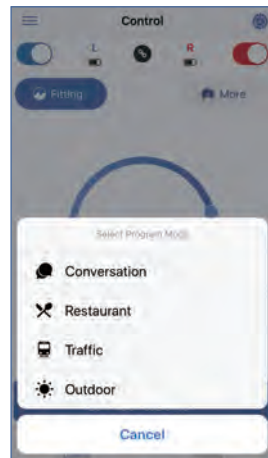 Control
L
R
Fitting
More
Select Program Mode
Conversation
Restaurant
Traffic
Outdoor
Cancel